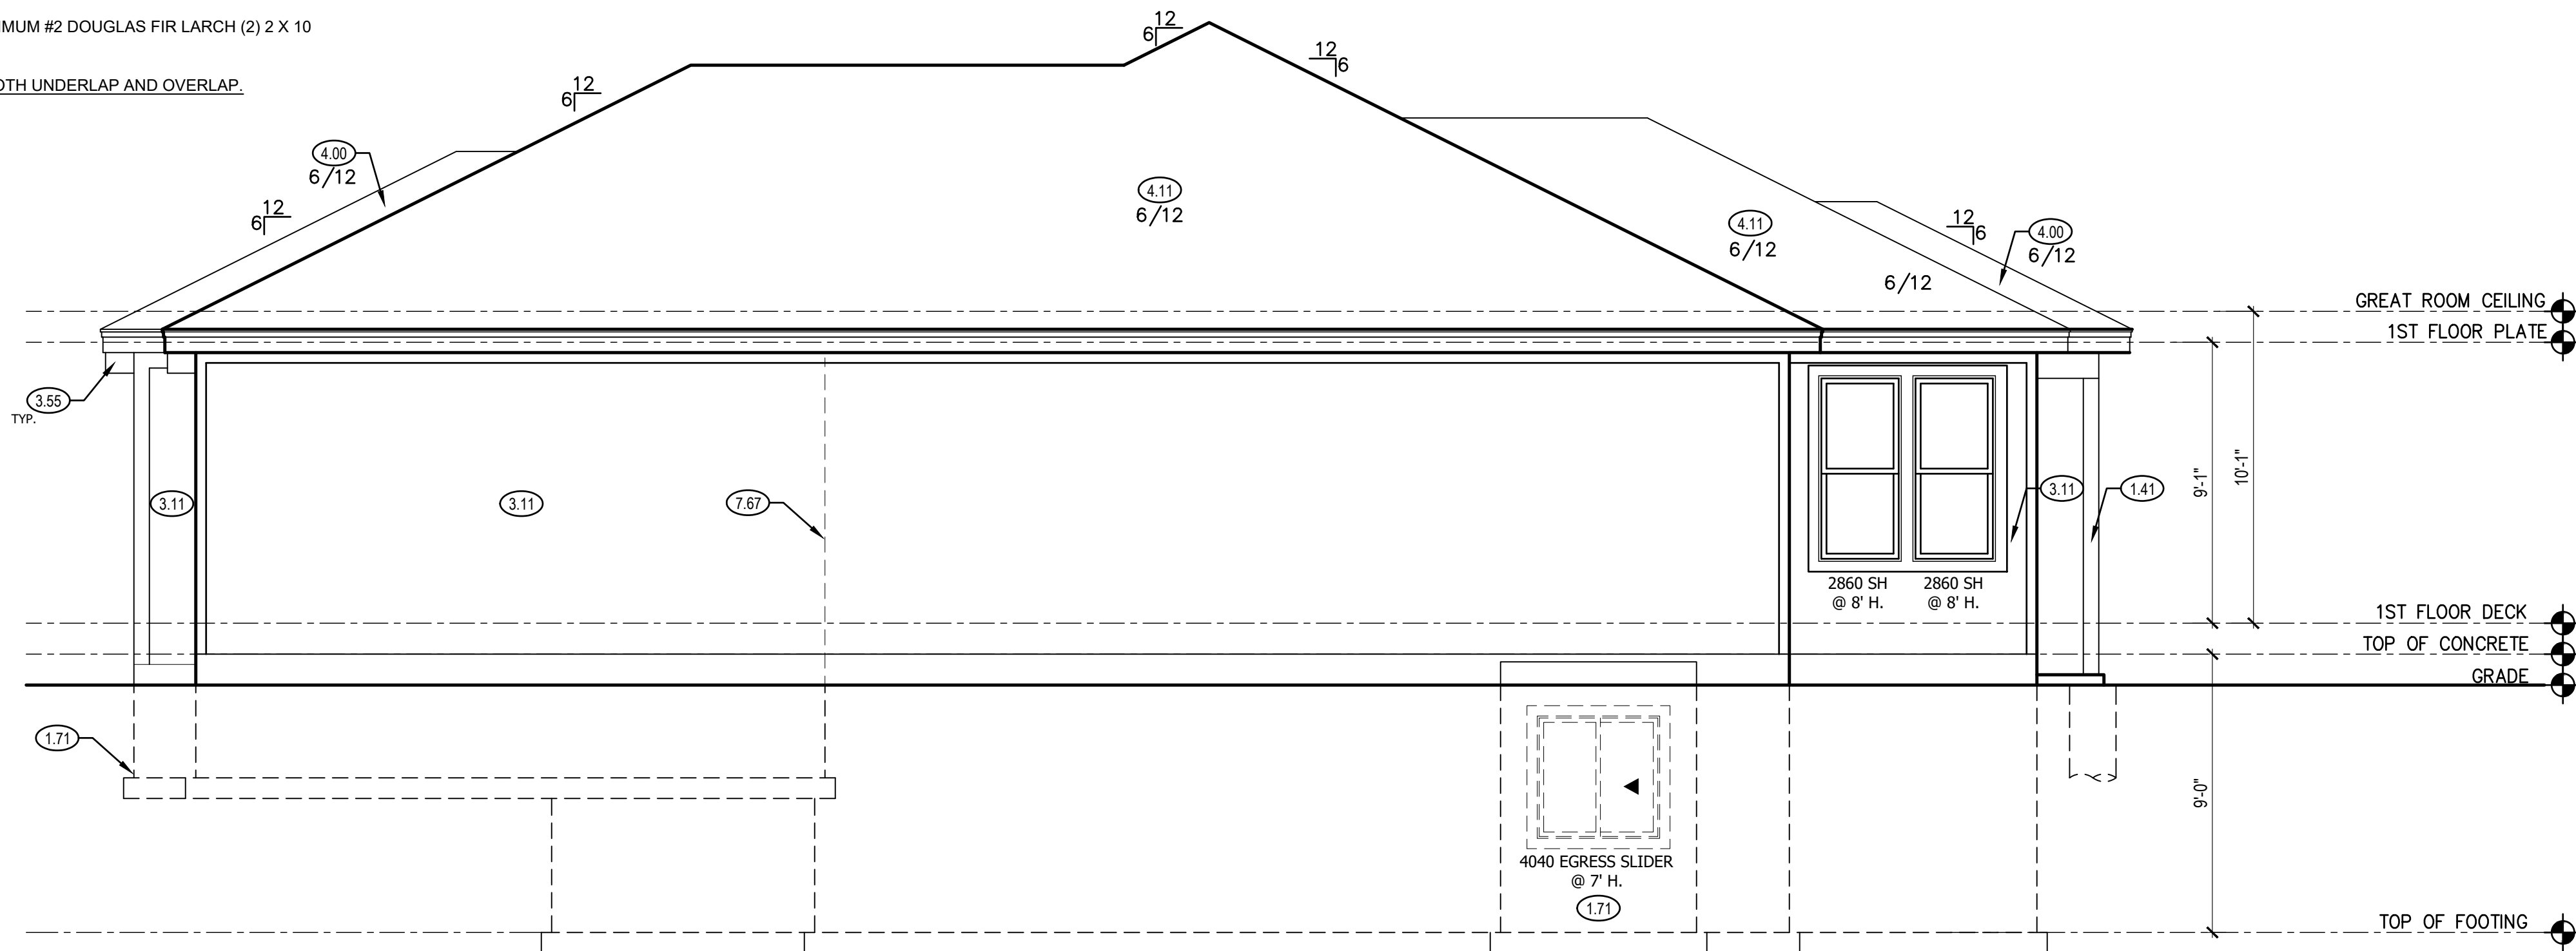 IMUM #2 DOUGLAS FIR LARCH (2) 2 X 10
OTH UNDERLAP AND OVERLAP.
12
6
12
6
12
6
4.00
6/12
12
6
4.11
6/12
4.11
6/12
12
6
4.00
6/12
6/12
GREAT ROOM CEILING
1ST FLOOR PLATE
3.55
TYP.
3.11
3.11
7.67
3.11
1.41
9'-1"
10'-1"
2860 SH
@ 8' H.
2860 SH
@ 8' H.
1ST FLOOR DECK
TOP OF CONCRETE
GRADE
1.71
9'-0"
4040 EGRESS SLIDER
@ 7' H.
1.71
TOP OF FOOTING